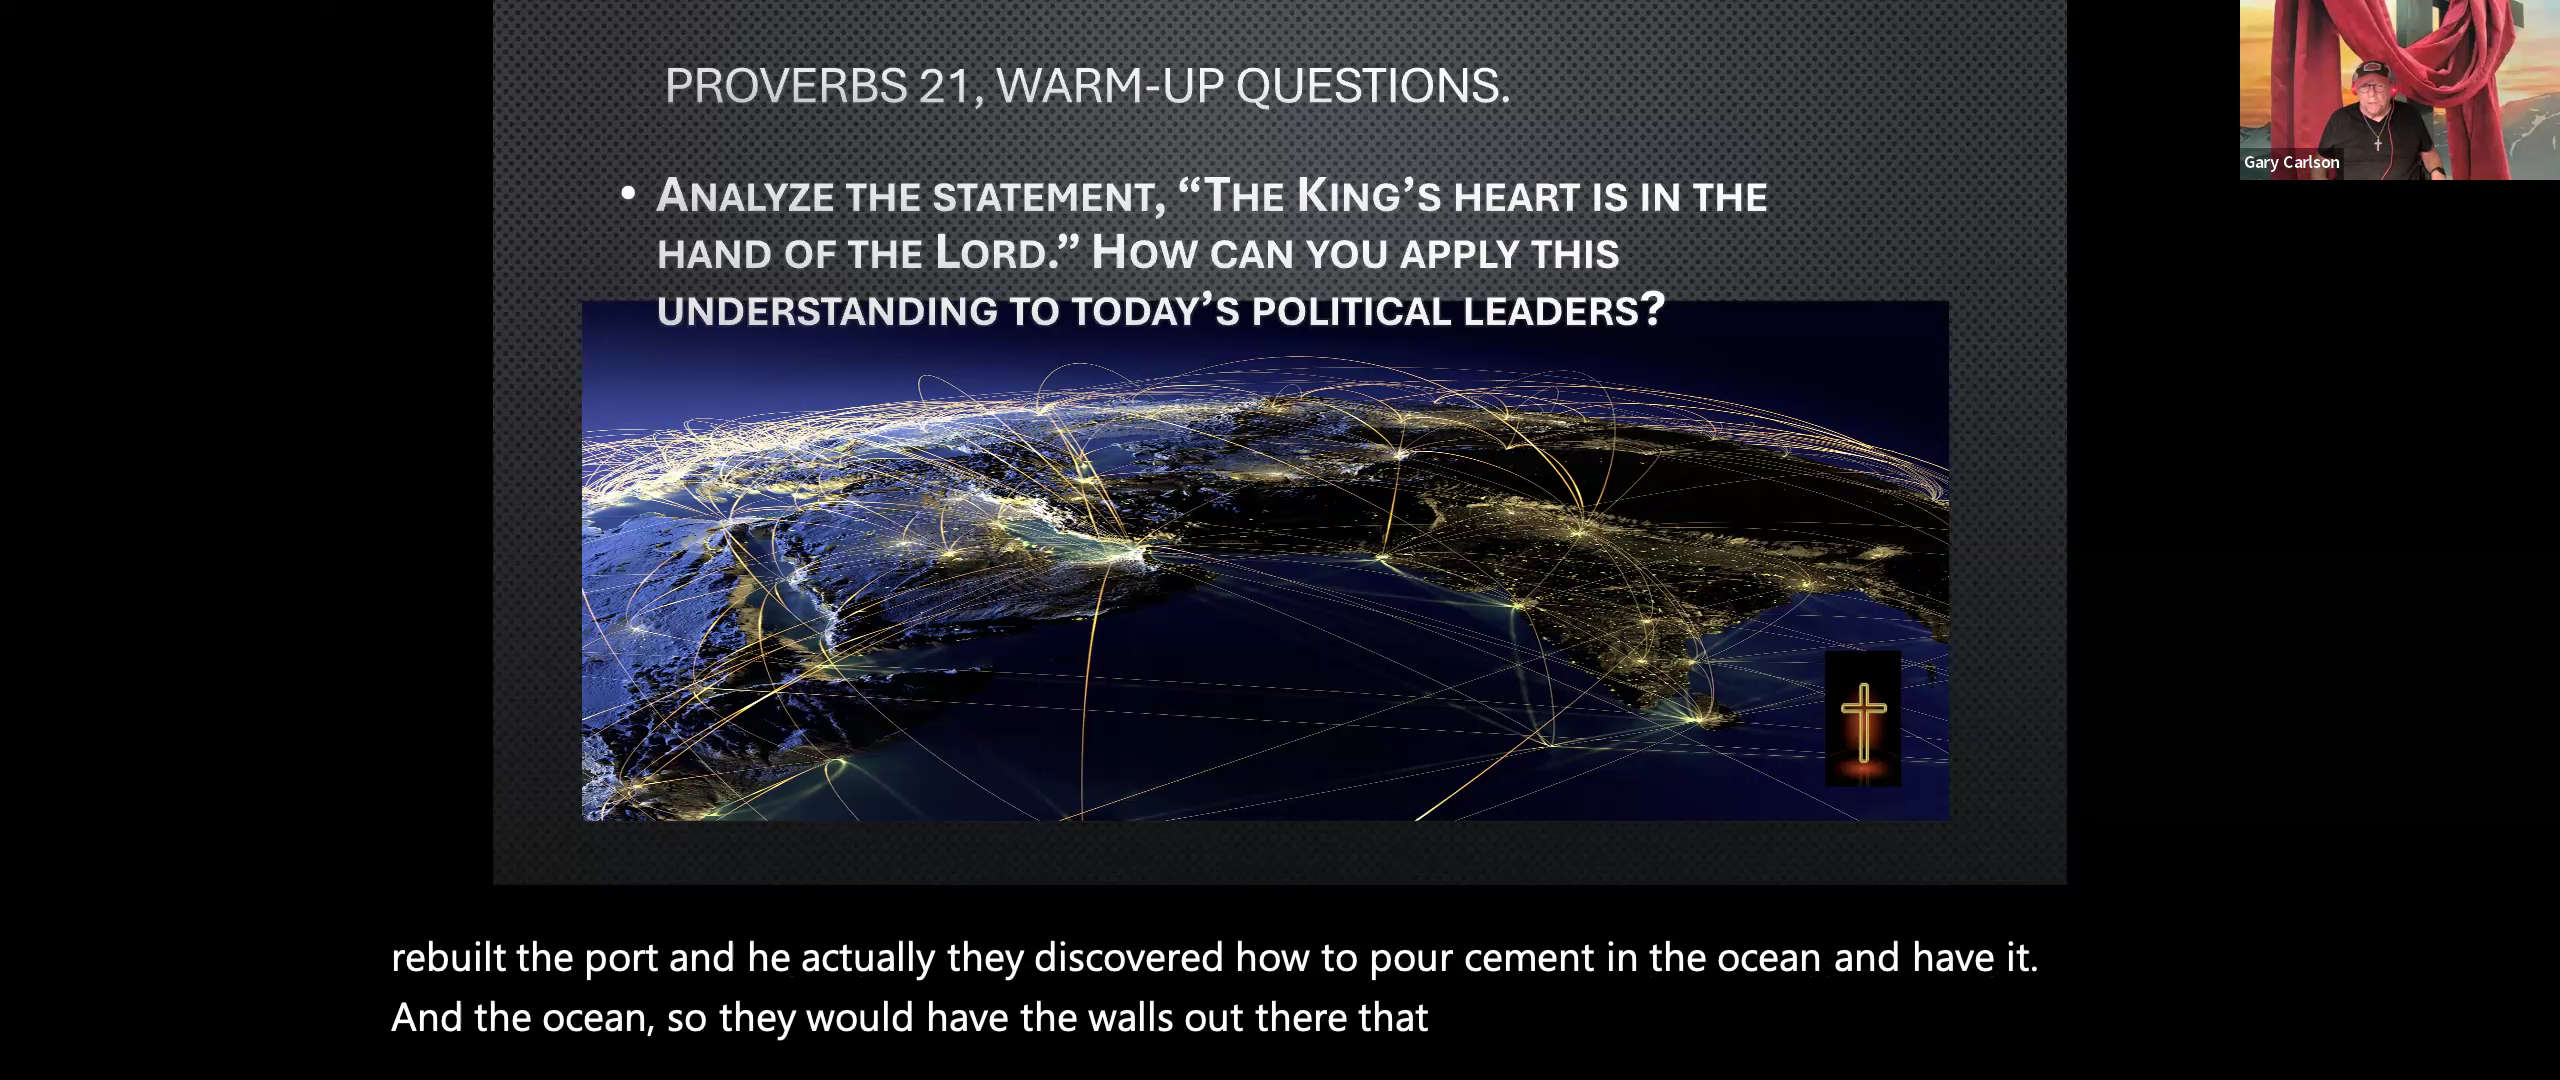 PROVERBS 21, WARM-UP QUESTIONS.
• ANALYZE THE STATEMENT, “THE KING’S HEART IS IN THE
HAND OF THE LORD.” HOW CAN YOU APPLY THIS
UNDERSTANDING TO TODAY’S POLITICAL LEADERS?
Gary Carlson
rebuilt the port and he actually they discovered how to pour cement in the ocean and have it.
And the ocean, so they would have the walls out there that